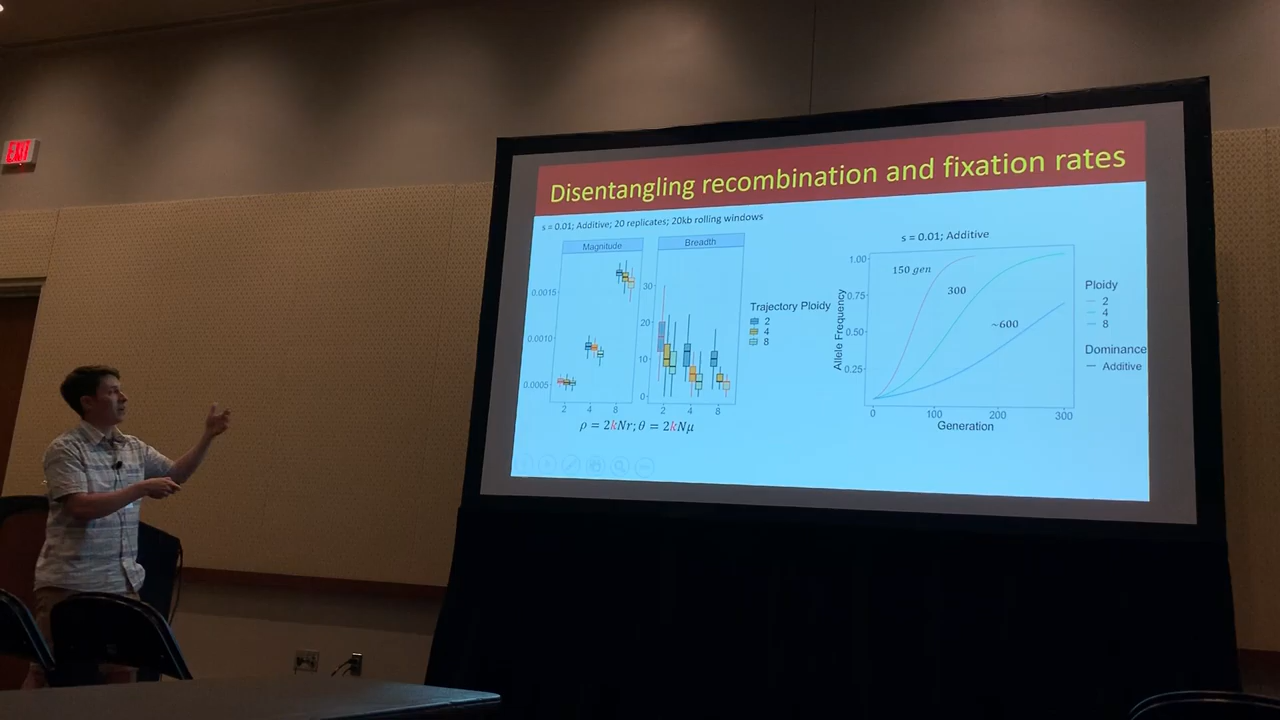 EXIT
Disentangling recombination and fixation rates
s = 0.01; Additive; 20 replicates; 20kb rolling windows
Magnitude
Breadth
0.0015
0.0010
0.0005
2 4 8
30
20
10
0
2 4 8
Trajectory Ploidy
2
4
8
ρ = 2kNr; θ = 2kNμ
s = 0.01; Additive
Allele Frequency
1.00
0.75
0.50
0.25
150 gen
300
~600
0 100 200 300
Generation
Ploidy
2
4
8
Dominance
Additive